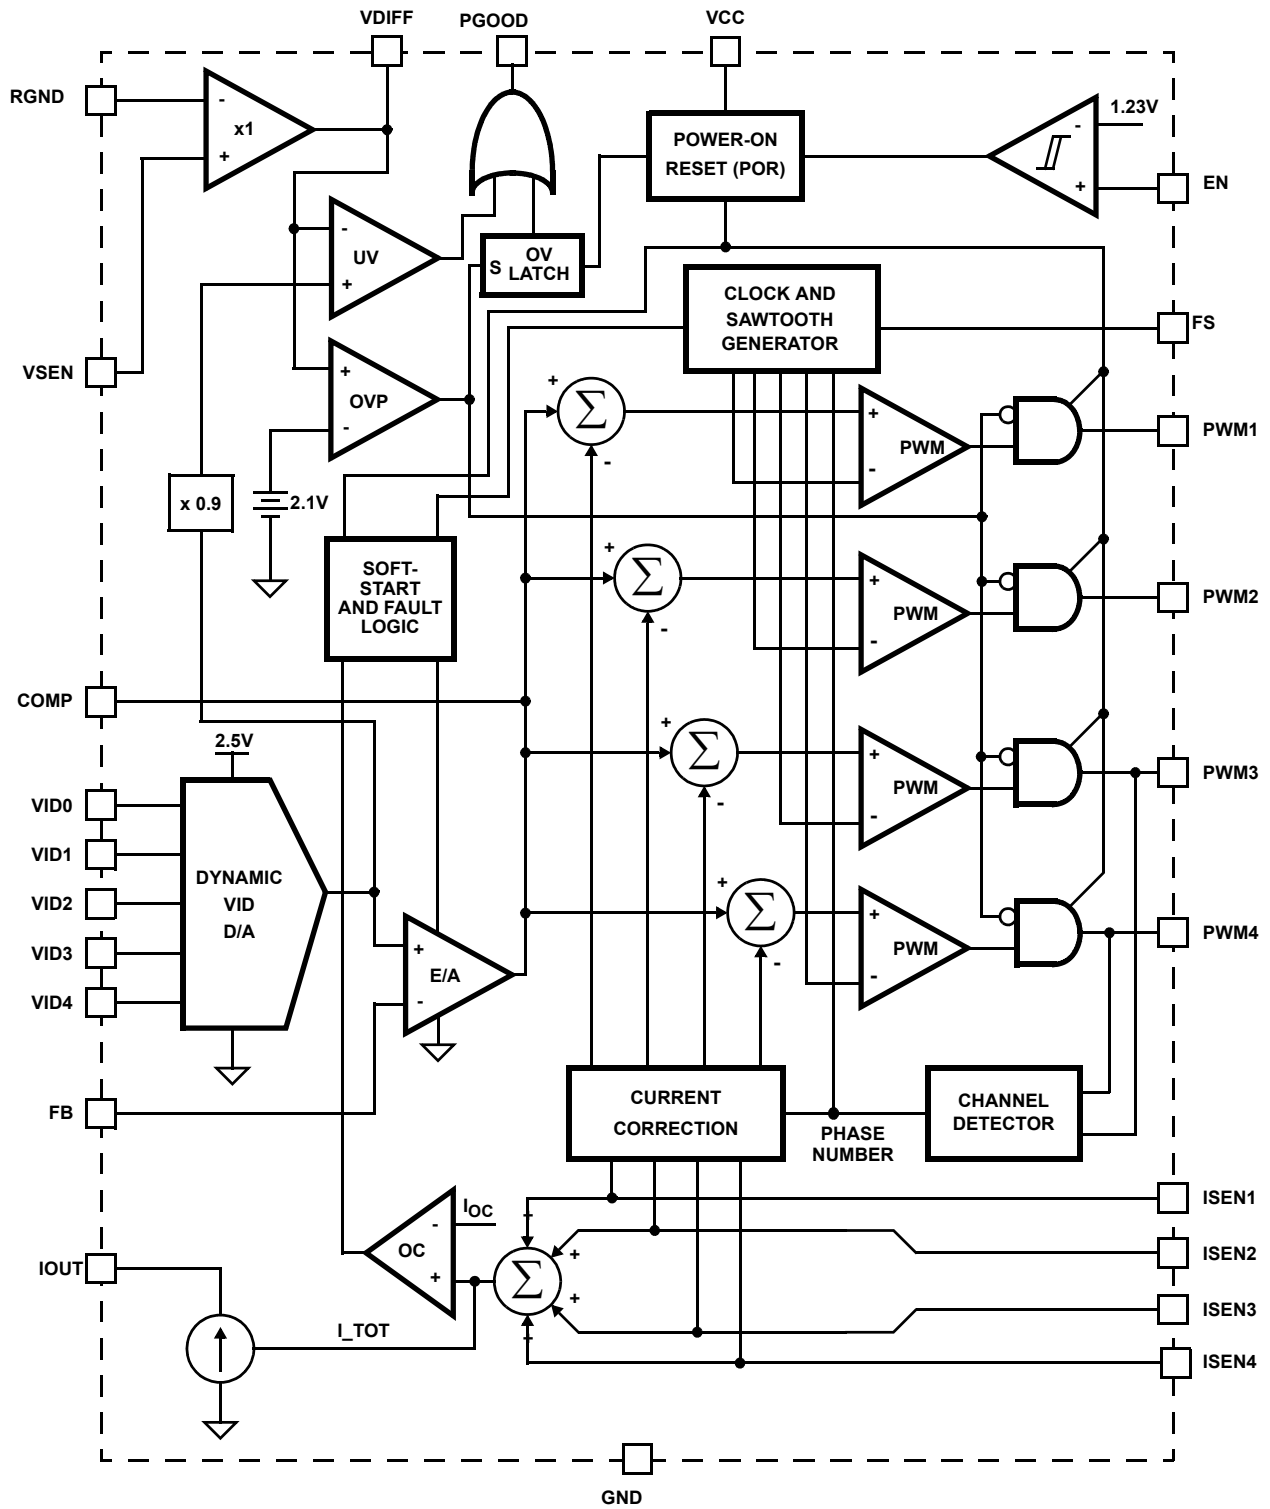 VDIFF
PGOOD
VCC
RGND
-
x1
+
POWER-ON
RESET (POR)
1.23V
-
+
EN
-
UV
+
S
OV
LATCH
CLOCK AND
SAWTOOTH
GENERATOR
FS
VSEN
+
OVP
-
+
Σ
-
+
PWM
-
PWM1
x 0.9
2.1V
SOFT-
START
AND FAULT
LOGIC
+
Σ
-
+
PWM
-
PWM2
COMP
2.5V
+
Σ
-
+
PWM
-
PWM3
VID0
VID1
VID2
VID3
VID4
DYNAMIC
VID
D/A
+
E/A
-
+
Σ
-
+
PWM
-
PWM4
FB
CURRENT
CORRECTION
PHASE
NUMBER
CHANNEL
DETECTOR
ISEN1
IOC
-
OC
+
+
+
Σ
+
+
ISEN2
IOUT
ISEN3
I_TOT
ISEN4
GND